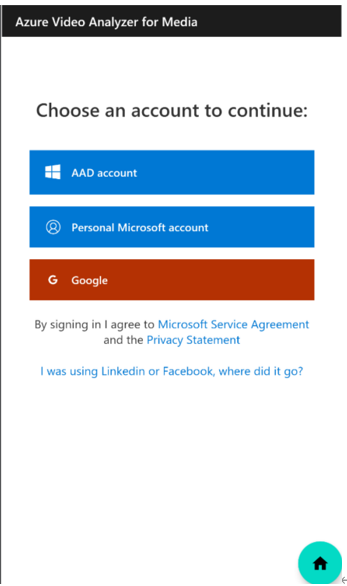 Azure Video Analyzer for Media
Choose an account to continue:
AAD account
Personal Microsoft account
G Google
By signing in I agree to Microsoft Service Agreement
and the Privacy Statement
I was using Linkedin or Facebook, where did it go?